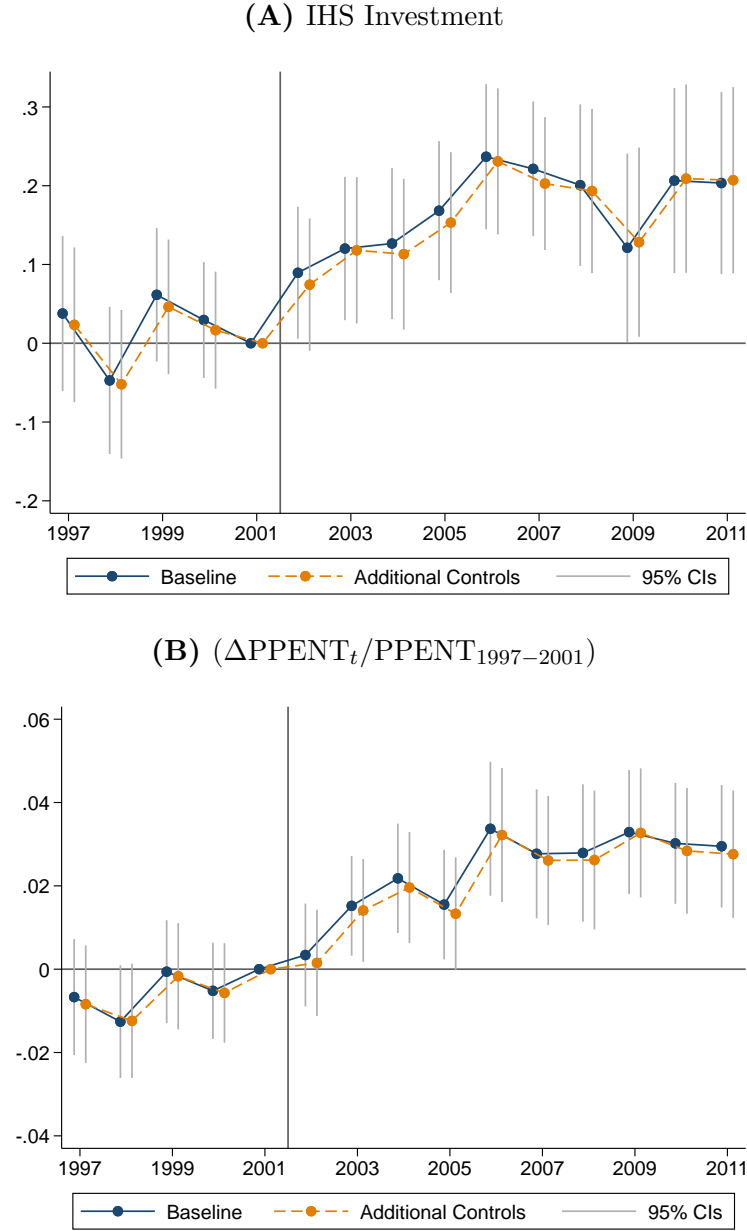 (A) IHS Investment
.3
.2
.1
0
-.1
-.2
1997 1999 2001 2003 2005 2007 2009 2011
Baseline Additional Controls 95% CIs
(B) (ΔPPENTₜ/PPENT₁₉₉₇₋₂₀₀₁)
.06
.04
.02
0
-.02
-.04
1997 1999 2001 2003 2005 2007 2009 2011
Baseline Additional Controls 95% CIs